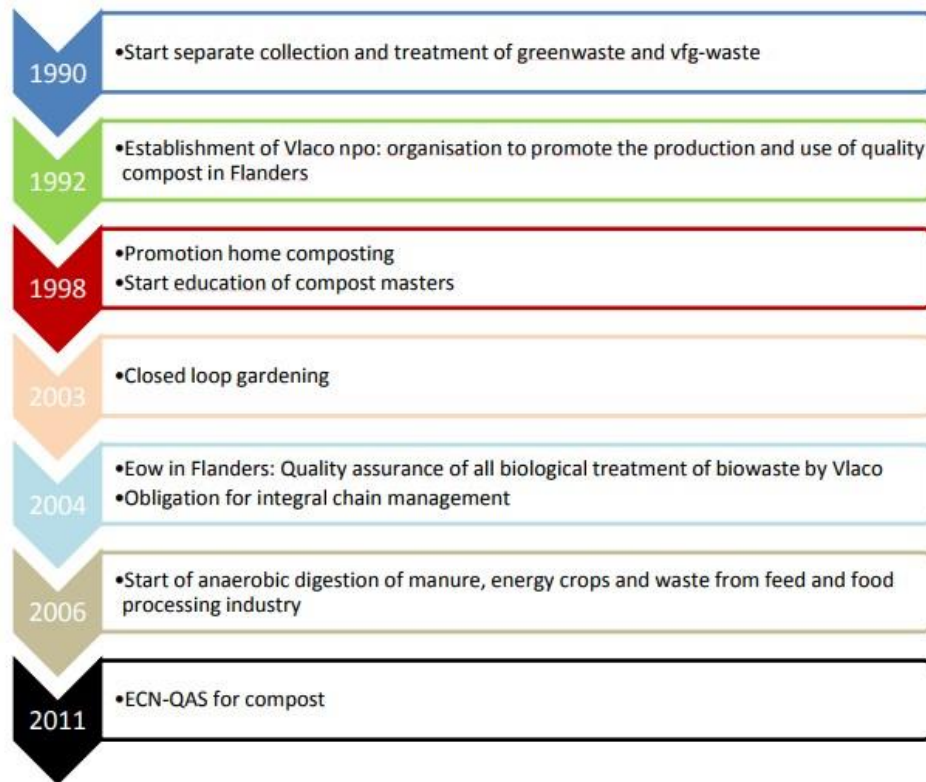 1990
•Start separate collection and treatment of greenwaste and vfg-waste
1992
•Establishment of Vlaco npo: organisation to promote the production and use of quality
compost in Flanders
1998
•Promotion home composting
•Start education of compost masters
2003
•Closed loop gardening
2004
•Eow in Flanders: Quality assurance of all biological treatment of biowaste by Vlaco
•Obligation for integral chain management
2006
•Start of anaerobic digestion of manure, energy crops and waste from feed and food
processing industry
2011
•ECN-QAS for compost